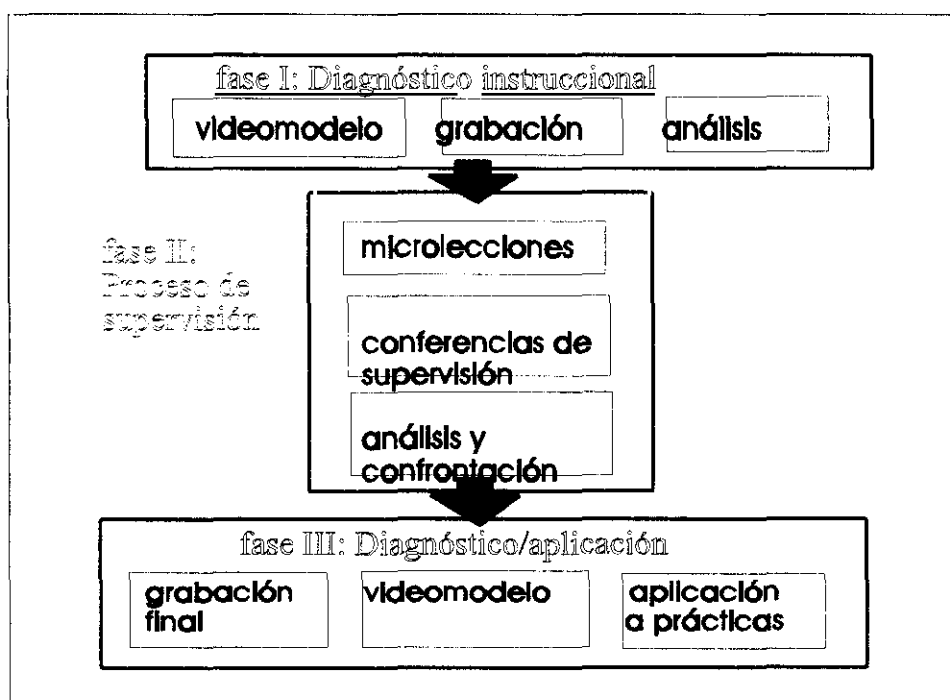 fase I: Diagnóstico instruccional
videomodelo grabación análisis
fase II:
Proceso de
supervisión
microlecciones
conferencias de
supervisión
análisis y
confrontación
fase III: Diagnóstico/aplicación
grabación
final
videomodelo
aplicación
a prácticas